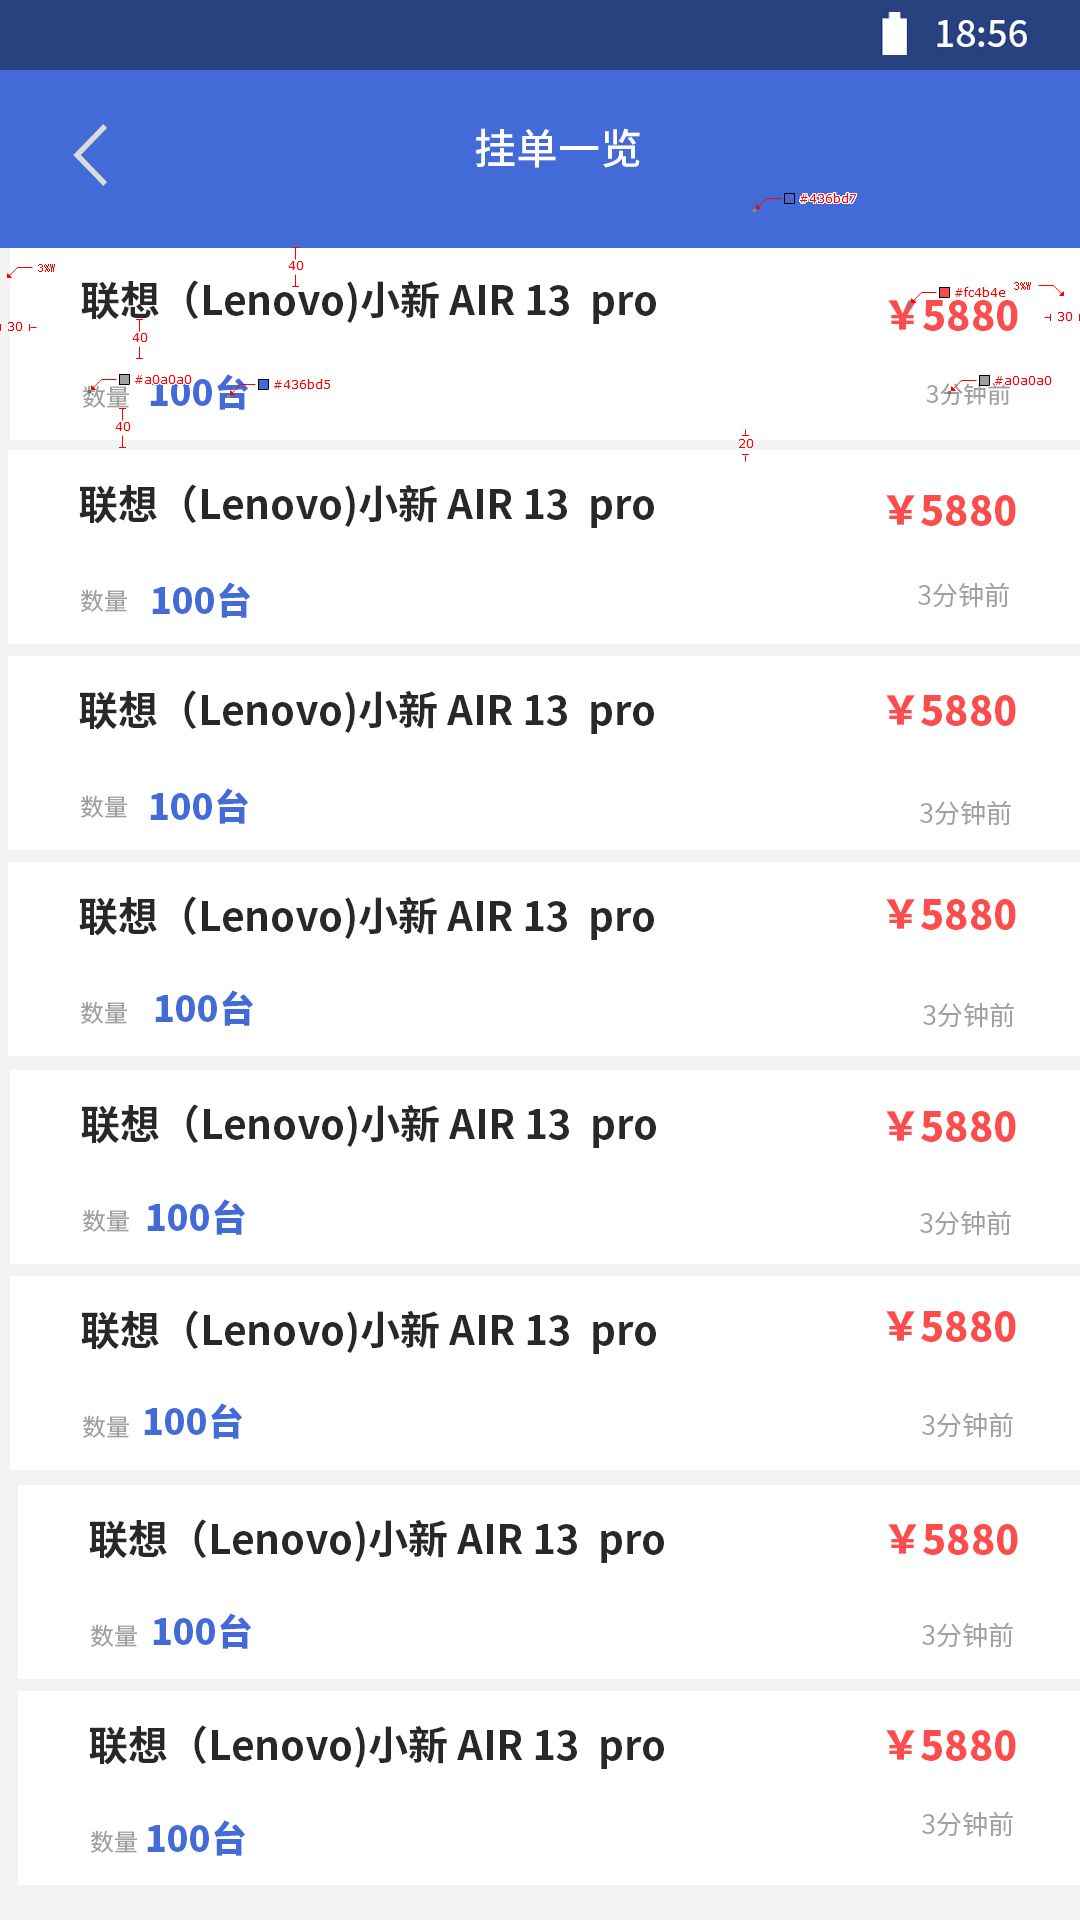 18:56
挂单一览
#436bd7
3%W
40
联想（Lenovo)小新 AIR 13  pro
#fc4b4e
3%W
￥5880
30
30
40
#a0a0a0
#436bd5
#a0a0a0
数量 100台
3分钟前
40
20
联想（Lenovo)小新 AIR 13  pro
￥5880
数量 100台
3分钟前
联想（Lenovo)小新 AIR 13  pro
￥5880
数量 100台
3分钟前
联想（Lenovo)小新 AIR 13  pro
￥5880
数量 100台
3分钟前
联想（Lenovo)小新 AIR 13  pro
￥5880
数量 100台
3分钟前
联想（Lenovo)小新 AIR 13  pro
￥5880
数量 100台
3分钟前
联想（Lenovo)小新 AIR 13  pro
￥5880
数量 100台
3分钟前
联想（Lenovo)小新 AIR 13  pro
￥5880
数量 100台
3分钟前